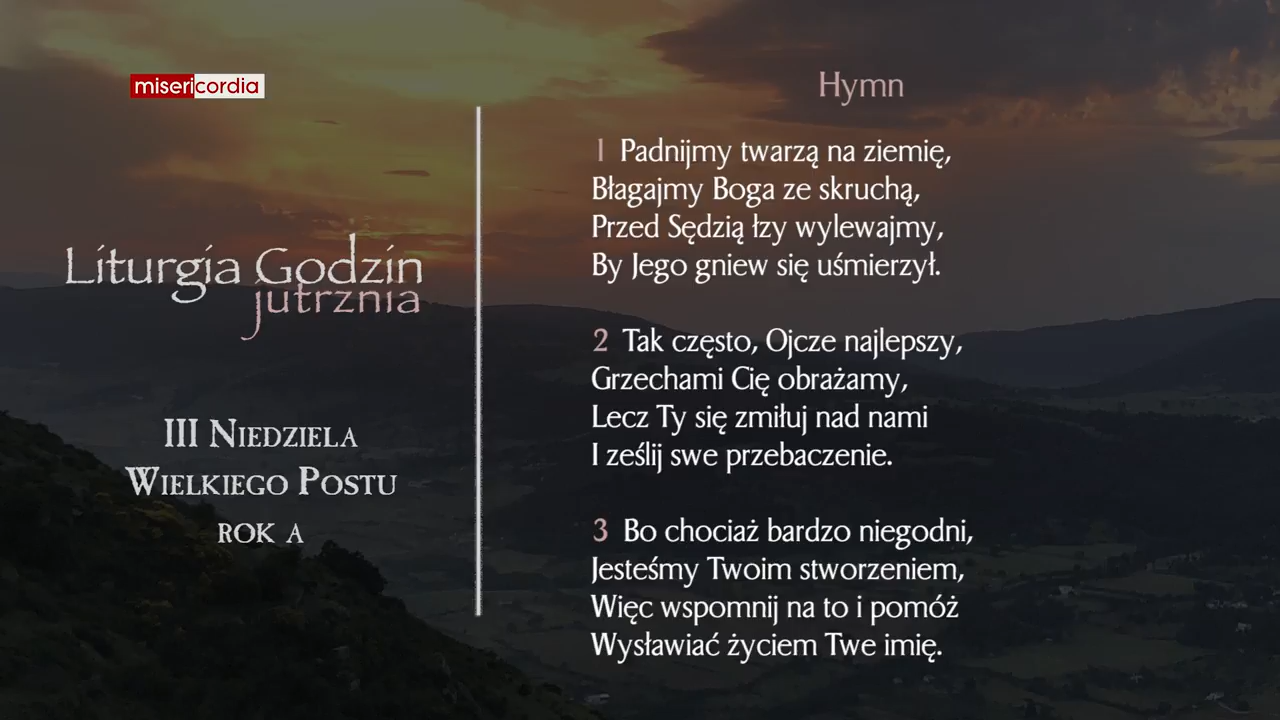 misericordia
Liturgia Godzin
jutrznia
III Niedziela
Wielkiego Postu
rok A
Hymn
1 Padnijmy twarzą na ziemię,
Błagajmy Boga ze skruchą,
Przed Sędzią łzy wylewajmy,
By Jego gniew się uśmierzył.
2 Tak często, Ojcze najlepszy,
Grzechami Cię obrażamy,
Lecz Ty się zmiłuj nad nami
I ześlij swe przebaczenie.
3 Bo chociaż bardzo niegodni,
Jesteśmy Twoim stworzeniem,
Więc wspomnij na to i pomóż
Wysławiać życiem Twe imię.